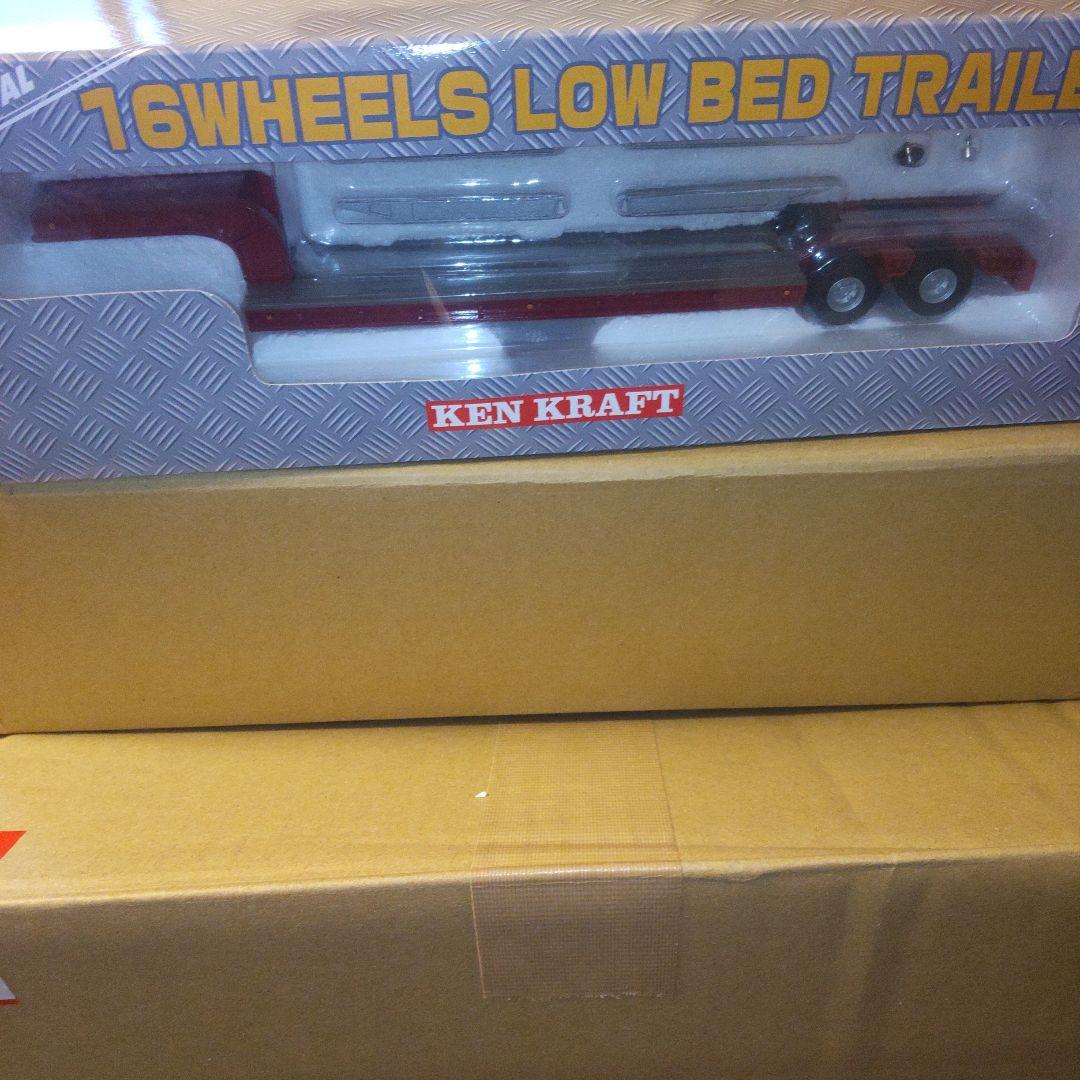 16WHEELS LOW BED TRAILE
KEN KRAFT